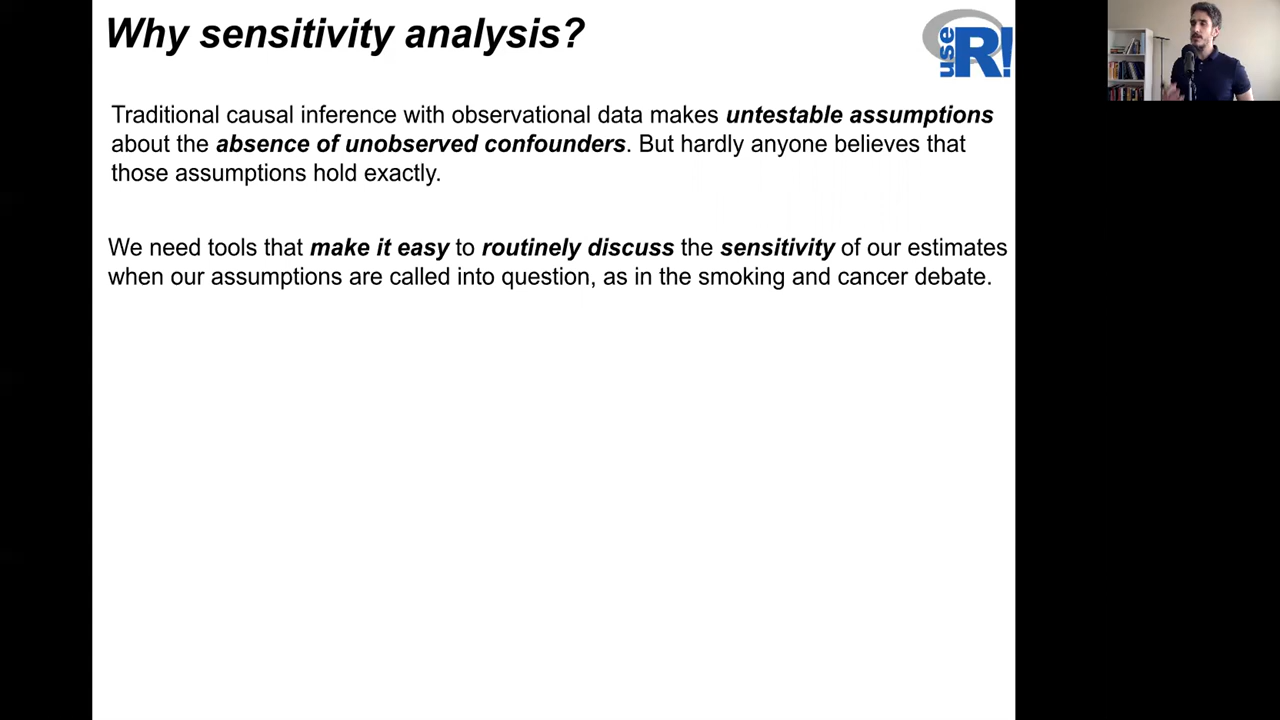 Why sensitivity analysis?
useR!
Traditional causal inference with observational data makes untestable assumptions
about the absence of unobserved confounders. But hardly anyone believes that
those assumptions hold exactly.
We need tools that make it easy to routinely discuss the sensitivity of our estimates
when our assumptions are called into question, as in the smoking and cancer debate.